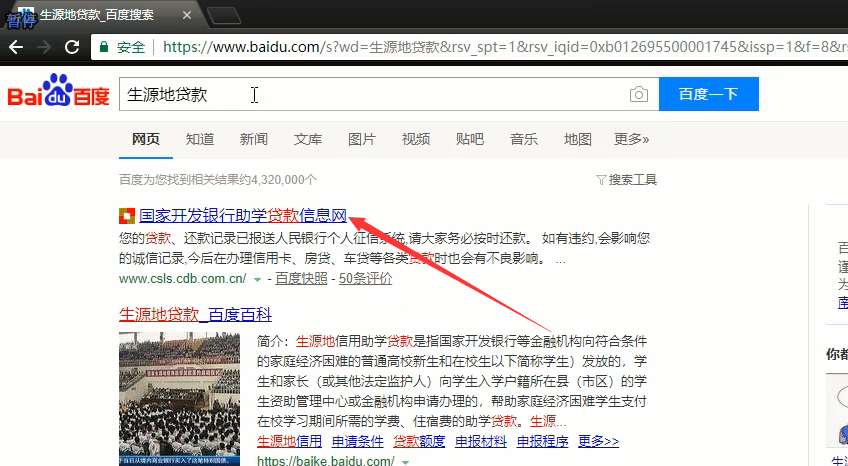 生源地贷款_百度搜索
暂停
安全 https://www.baidu.com/s?wd=生源地贷款&rsv_spt=1&rsv_iqid=0xb012695500001745&issp=1&f=8&rs
Bai du 百度 生源地贷款 百度一下
网页 知道 新闻 文库 图片 视频 贴吧 音乐 地图 更多»
百度为您找到相关结果约4,320,000个 搜索工具
国家开发银行助学贷款信息网
您的贷款、还款记录已报送人民银行个人征信系统,请大家务必按时还款。 如有违约,会影响您
的诚信记录,今后在办理信用卡、房贷、车贷等各类贷款时也会有不良影响。 ...
www.csls.cdb.com.cn/ - 百度快照 - 50条评价
生源地贷款_百度百科
简介：生源地信用助学贷款是指国家开发银行等金融机构向符合条件
的家庭经济困难的普通高校新生和在校生以下简称学生）发放的，学
生和家长（或其他法定监护人）向学生入学户籍所在县（市区）的学
生资助管理中心或金融机构申请办理的，帮助家庭经济困难学生支付
在校学习期间所需的学费、住宿费的助学贷款。生源...
生源地信用 申请条件 贷款额度 申报材料 申报程序 更多>>
https://baike.baidu.com/
百
谨
为
你都